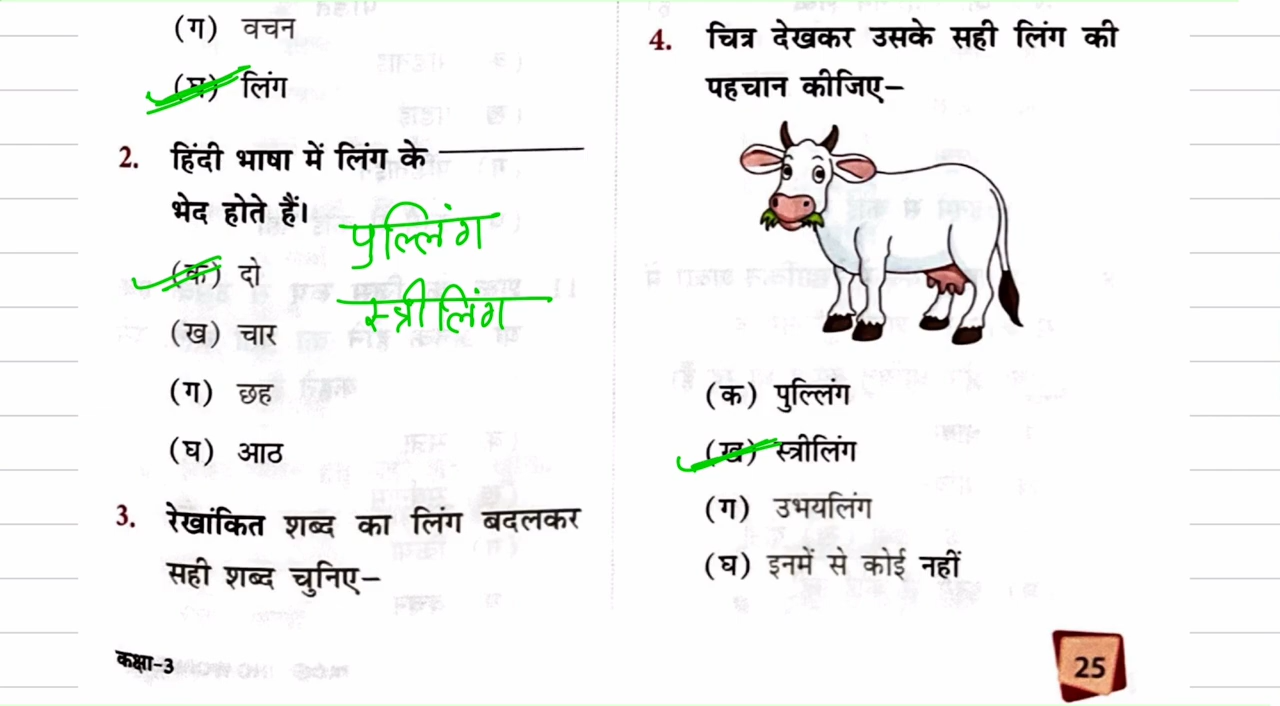 (ग) वचन
(घ) लिंग
2. हिंदी भाषा में लिंग के ————
भेद होते हैं।
पुल्लिंग
स्त्रीलिंग
(क) दो
(ख) चार
(ग) छह
(घ) आठ
3. रेखांकित शब्द का लिंग बदलकर
सही शब्द चुनिए–
कक्षा-3
4. चित्र देखकर उसके सही लिंग की
पहचान कीजिए–
(क) पुल्लिंग
(ख) स्त्रीलिंग
(ग) उभयलिंग
(घ) इनमें से कोई नहीं
25